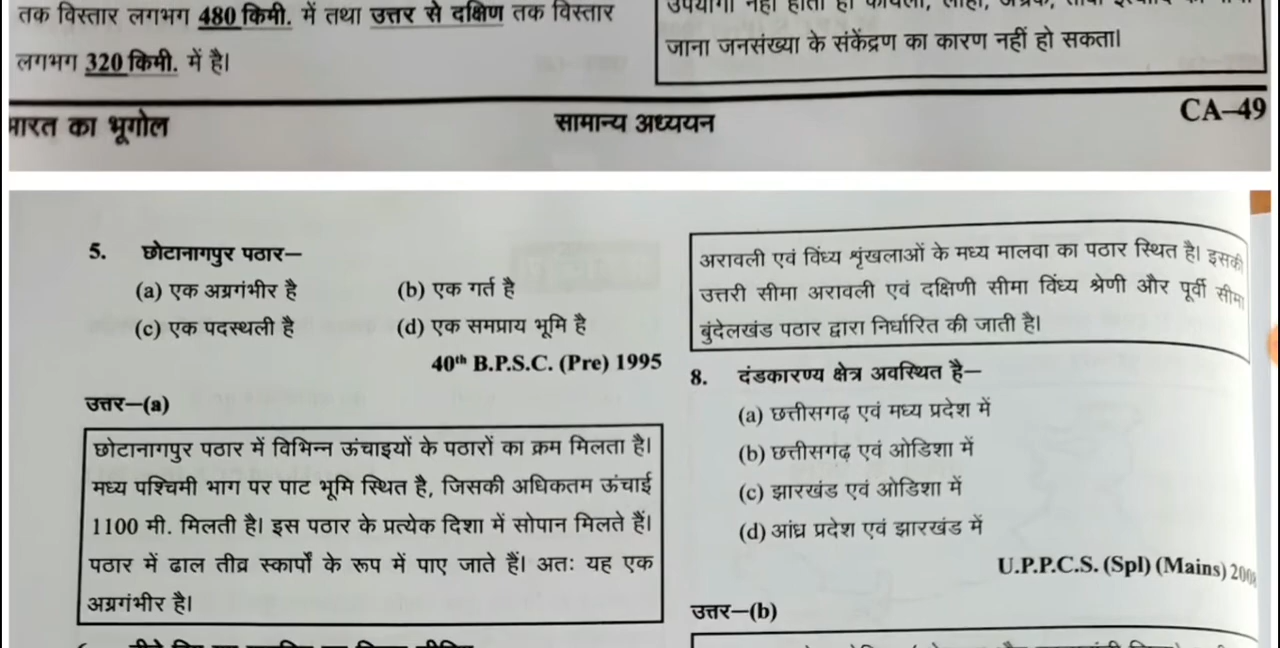 तक विस्तार लगभग 480 किमी. में तथा उत्तर से दक्षिण तक विस्तार
लगभग 320 किमी. में है।
जाना जनसंख्या के संकेंद्रण का कारण नहीं हो सकता।
भारत का भूगोल
सामान्य अध्ययन
CA–49
5. छोटानागपुर पठार–
(a) एक अग्रगंभीर है (b) एक गर्त है
(c) एक पदस्थली है (d) एक समप्राय भूमि है
40th B.P.S.C. (Pre) 1995
उत्तर–(a)
छोटानागपुर पठार में विभिन्न ऊंचाइयों के पठारों का क्रम मिलता है।
मध्य पश्चिमी भाग पर पाट भूमि स्थित है, जिसकी अधिकतम ऊंचाई
1100 मी. मिलती है। इस पठार के प्रत्येक दिशा में सोपान मिलते हैं।
पठार में ढाल तीव्र स्कार्पों के रूप में पाए जाते हैं। अतः यह एक
अग्रगंभीर है।
अरावली एवं विंध्य शृंखलाओं के मध्य मालवा का पठार स्थित है। इसकी
उत्तरी सीमा अरावली एवं दक्षिणी सीमा विंध्य श्रेणी और पूर्वी सीमा
बुंदेलखंड पठार द्वारा निर्धारित की जाती है।
8. दंडकारण्य क्षेत्र अवस्थित है–
(a) छत्तीसगढ़ एवं मध्य प्रदेश में
(b) छत्तीसगढ़ एवं ओडिशा में
(c) झारखंड एवं ओडिशा में
(d) आंध्र प्रदेश एवं झारखंड में
U.P.P.C.S. (Spl) (Mains)
उत्तर–(b)